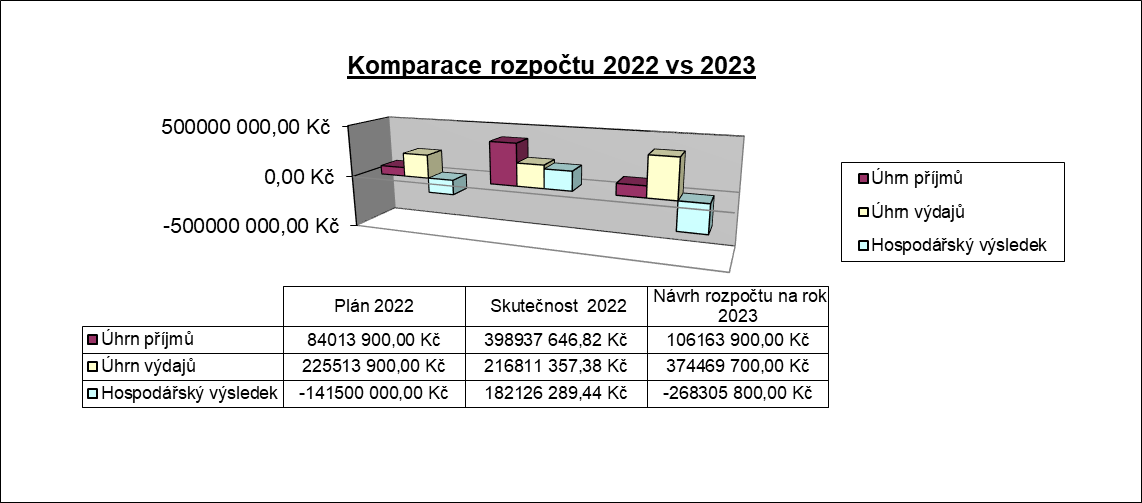 Komparace rozpočtu 2022 vs 2023
500000 000,00 Kč
0,00 Kč
-500000 000,00 Kč
Úhrn příjmů
Úhrn výdajů
Hospodářský výsledek
Plán 2022 Skutečnost 2022 Návrh rozpočtu na rok 2023
Úhrn příjmů 84013 900,00 Kč 398937 646,82 Kč 106163 900,00 Kč
Úhrn výdajů 225513 900,00 Kč 216811 357,38 Kč 374469 700,00 Kč
Hospodářský výsledek -141500 000,00 Kč 182126 289,44 Kč -268305 800,00 Kč